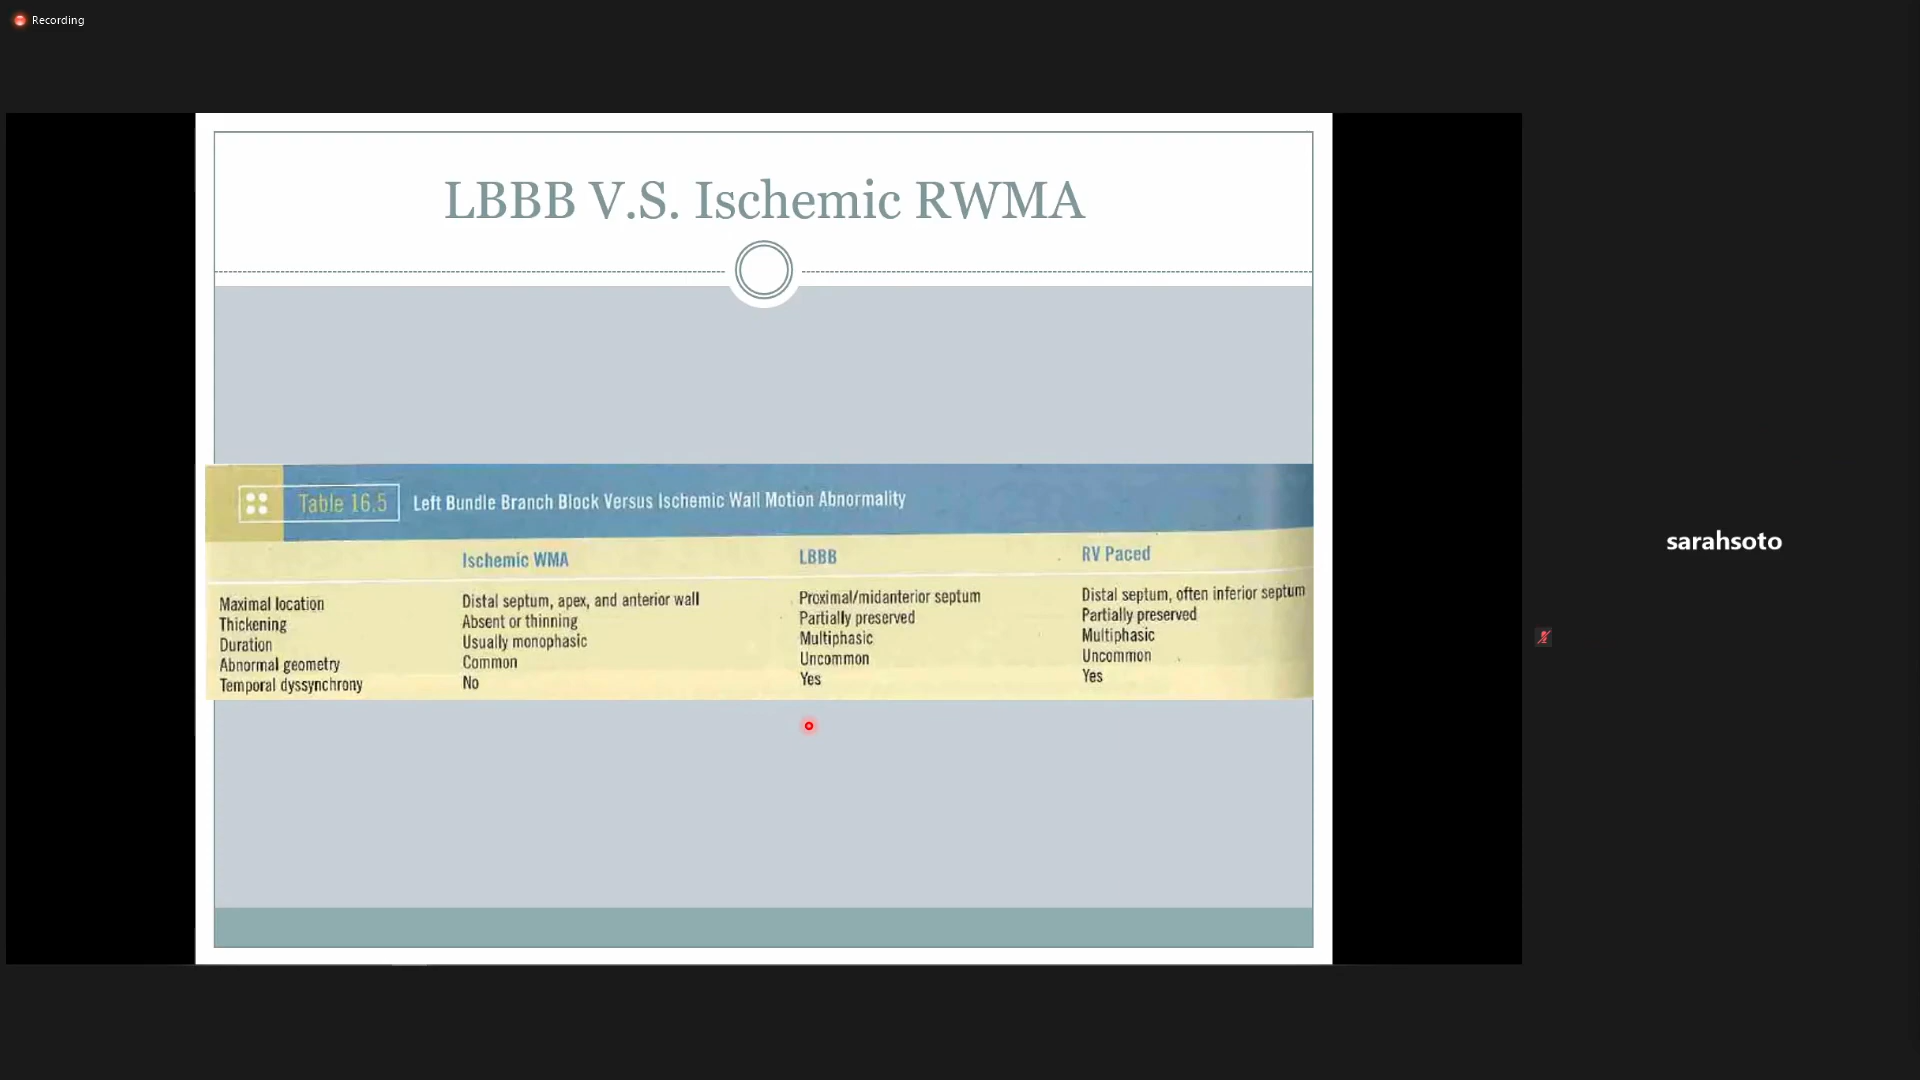 Recording
LBBB V.S. Ischemic RWMA
Table 16.5 Left Bundle Branch Block Versus Ischemic Wall Motion Abnormality
Ischemic WMA LBBB RV Paced
Maximal location Distal septum, apex, and anterior wall Proximal/midanterior septum Distal septum, often inferior septum
Thickening Absent or thinning Partially preserved Partially preserved
Duration Usually monophasic Multiphasic Multiphasic
Abnormal geometry Common Uncommon Uncommon
Temporal dyssynchrony No Yes Yes
sarahsoto